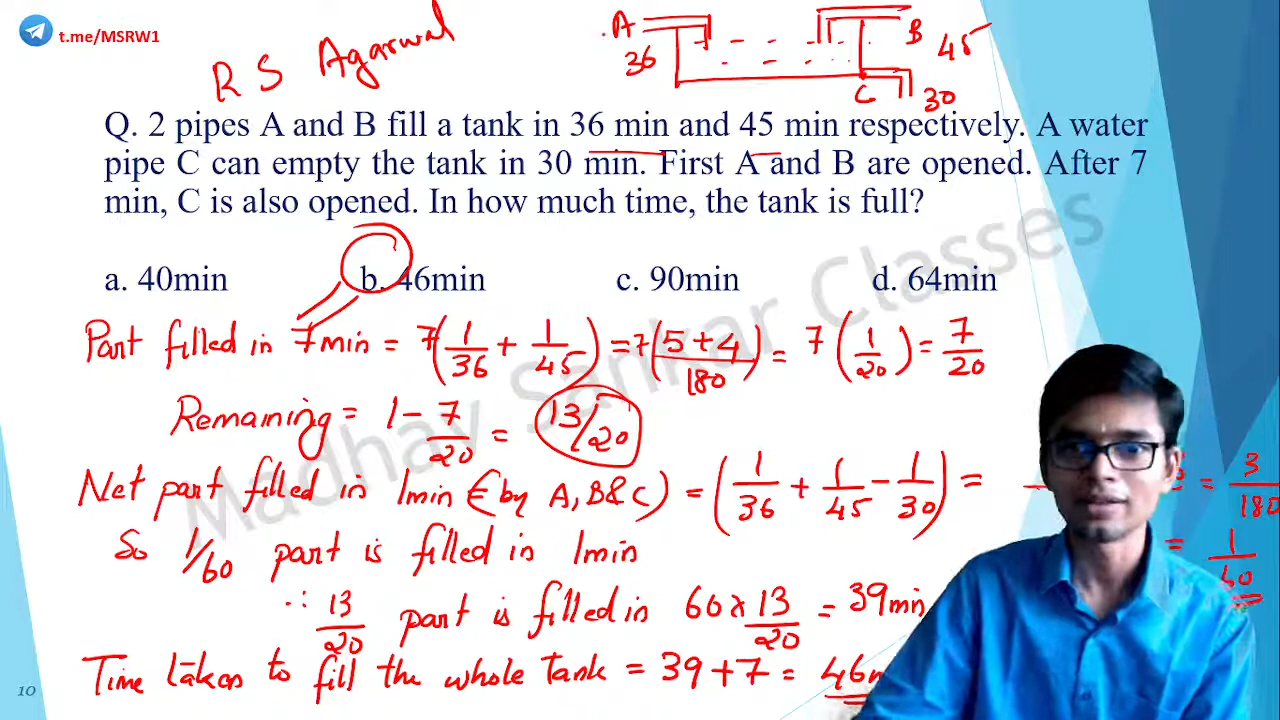 t.me/MSRW1
R S Agarwal
A
36
B
45
C
30
Q. 2 pipes A and B fill a tank in 36 min and 45 min respectively. A water
pipe C can empty the tank in 30 min. First A and B are opened. After 7
min, C is also opened. In how much time, the tank is full?
a. 40min b. 46min c. 90min d. 64min
Part filled in 7min = 7(1/36 + 1/45) = 7(5+4/180) = 7(1/20) = 7/20
Remaining = 1 - 7/20 = 13/20
Net part filled in 1min (by A, B & C) = (1/36 + 1/45 - 1/30) = = 3/180
So 1/60 part is filled in 1min = 1/60
∴ 13/20 part is filled in 60 x 13/20 = 39min
Time taken to fill the whole tank = 39+7 = 46
Madhav Sankar Classes
10